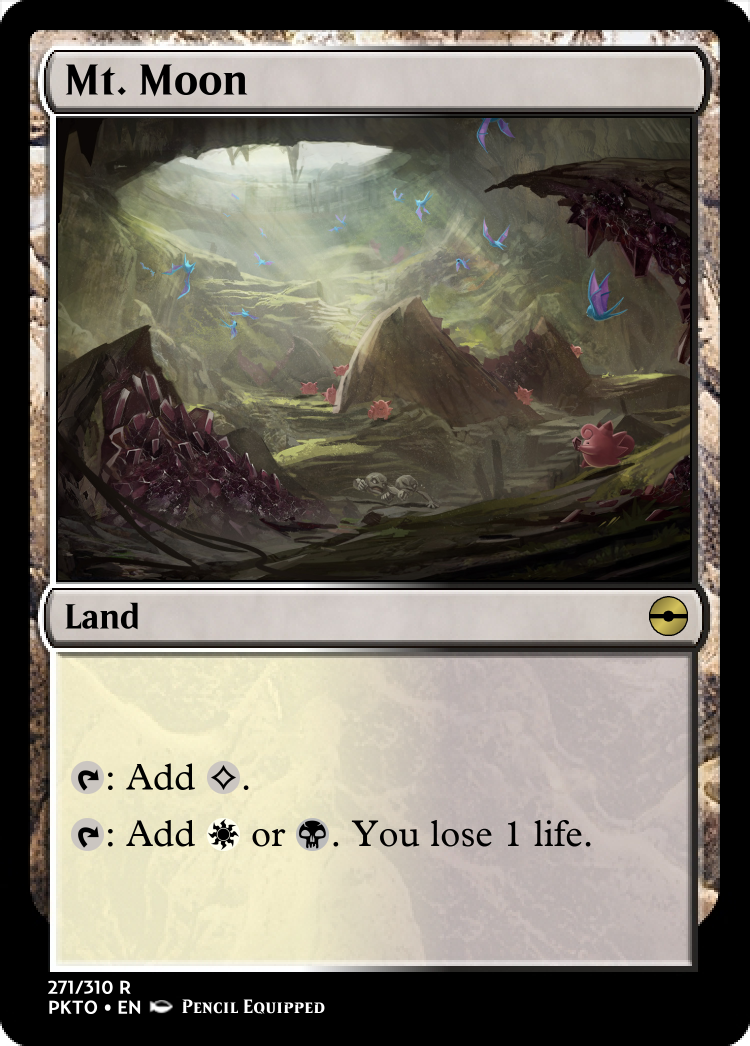 Mt. Moon
Land
: Add .
: Add or . You lose 1 life.
271/310 R
PKTO • EN Pencil Equipped